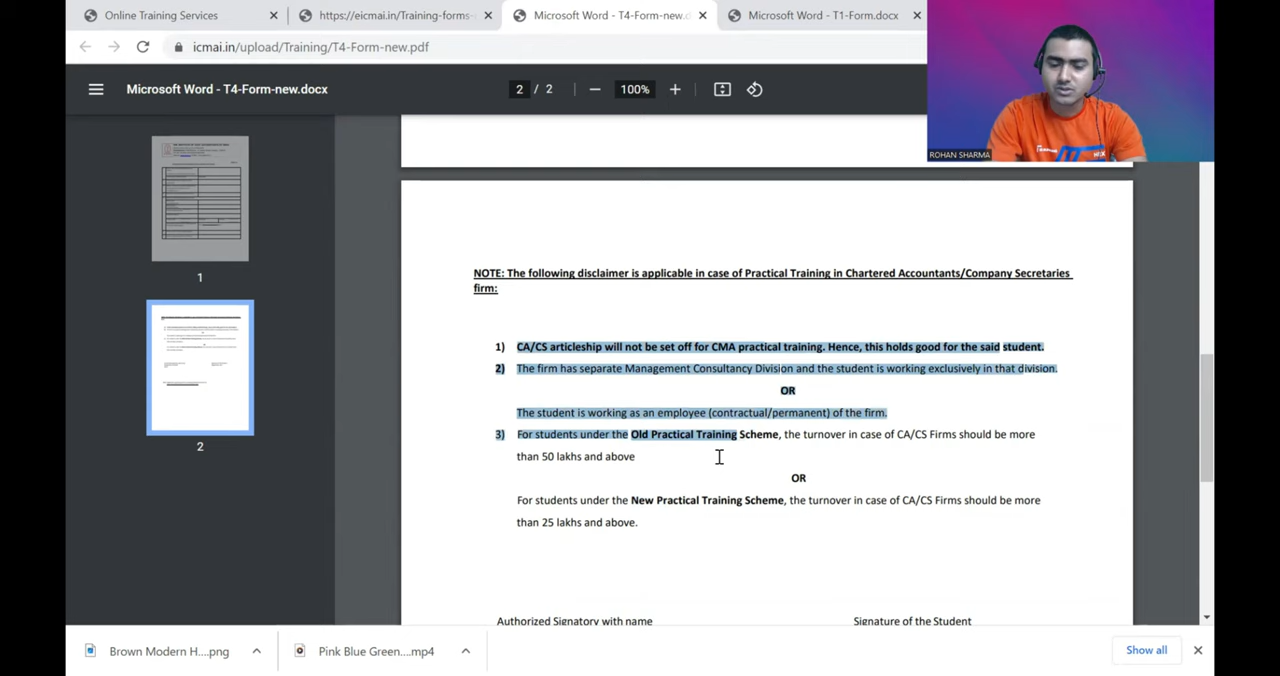 Online Training Services
https://eicmai.in/Training-forms-
Microsoft Word - T4-Form-new.d
Microsoft Word - T1-Form.docx
icmai.in/upload/Training/T4-Form-new.pdf
Microsoft Word - T4-Form-new.docx
2 / 2
100%
ROHAN SHARMA
1
2
NOTE: The following disclaimer is applicable in case of Practical Training in Chartered Accountants/Company Secretaries
firm:
1) CA/CS articleship will not be set off for CMA practical training. Hence, this holds good for the said student.
2) The firm has separate Management Consultancy Division and the student is working exclusively in that division.
OR
The student is working as an employee (contractual/permanent) of the firm.
3) For students under the Old Practical Training Scheme, the turnover in case of CA/CS Firms should be more
than 50 lakhs and above
OR
For students under the New Practical Training Scheme, the turnover in case of CA/CS Firms should be more
than 25 lakhs and above.
Authorized Signatory with name
Signature of the Student
Brown Modern H....png
Pink Blue Green....mp4
Show all